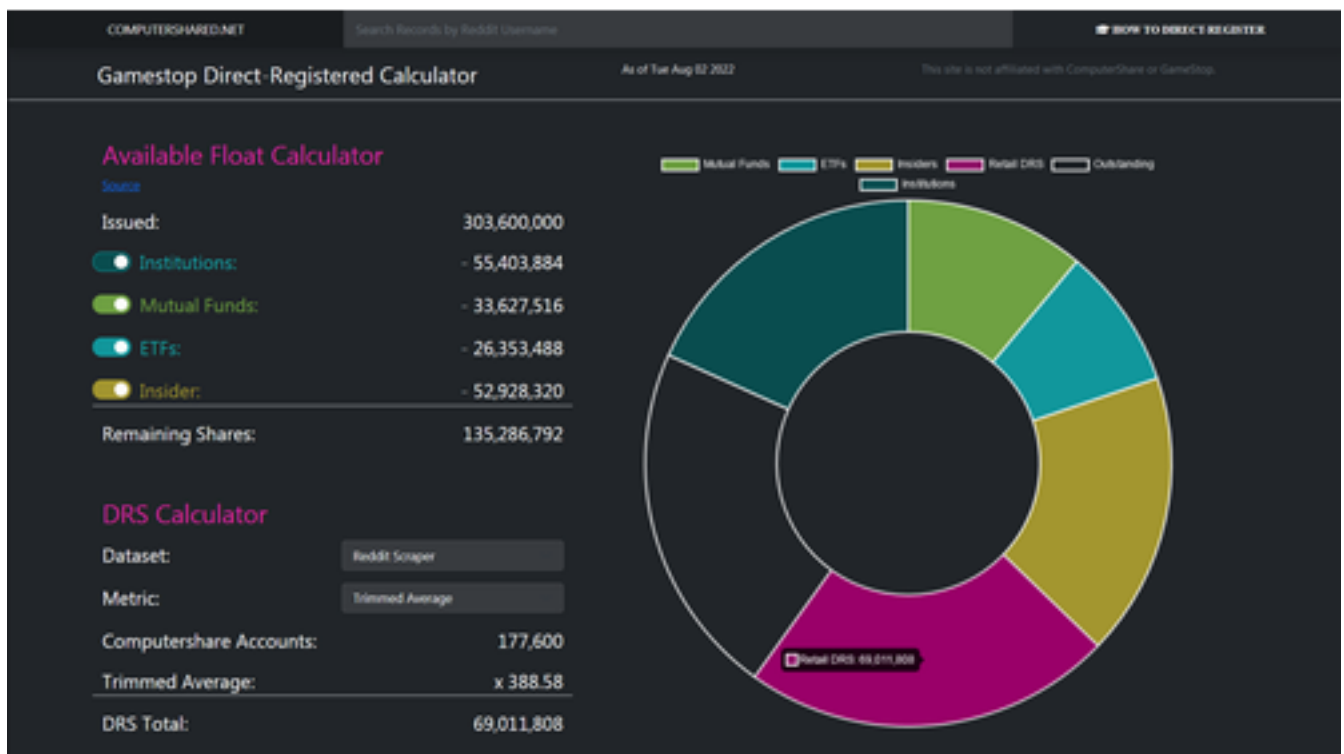 COMPUTERSHARED.NET Search Records by Reddit Username HOW TO DIRECT REGISTER
Gamestop Direct-Registered Calculator As of Tue Aug 02 2022 This site is not affiliated with ComputerShare or GameStop.
Available Float Calculator
Source
Issued: 303,600,000
Institutions: - 55,403,884
Mutual Funds: - 33,627,516
ETFs: - 26,353,488
Insider: - 52,928,320
Remaining Shares: 135,286,792
DRS Calculator
Dataset: Reddit Scraper
Metric: Trimmed Average
Computershare Accounts: 177,600
Trimmed Average: x 388.58
DRS Total: 69,011,808
Mutual Funds ETFs Insiders Retail DRS Outstanding
Institutions
Retail DRS: 69,011,808